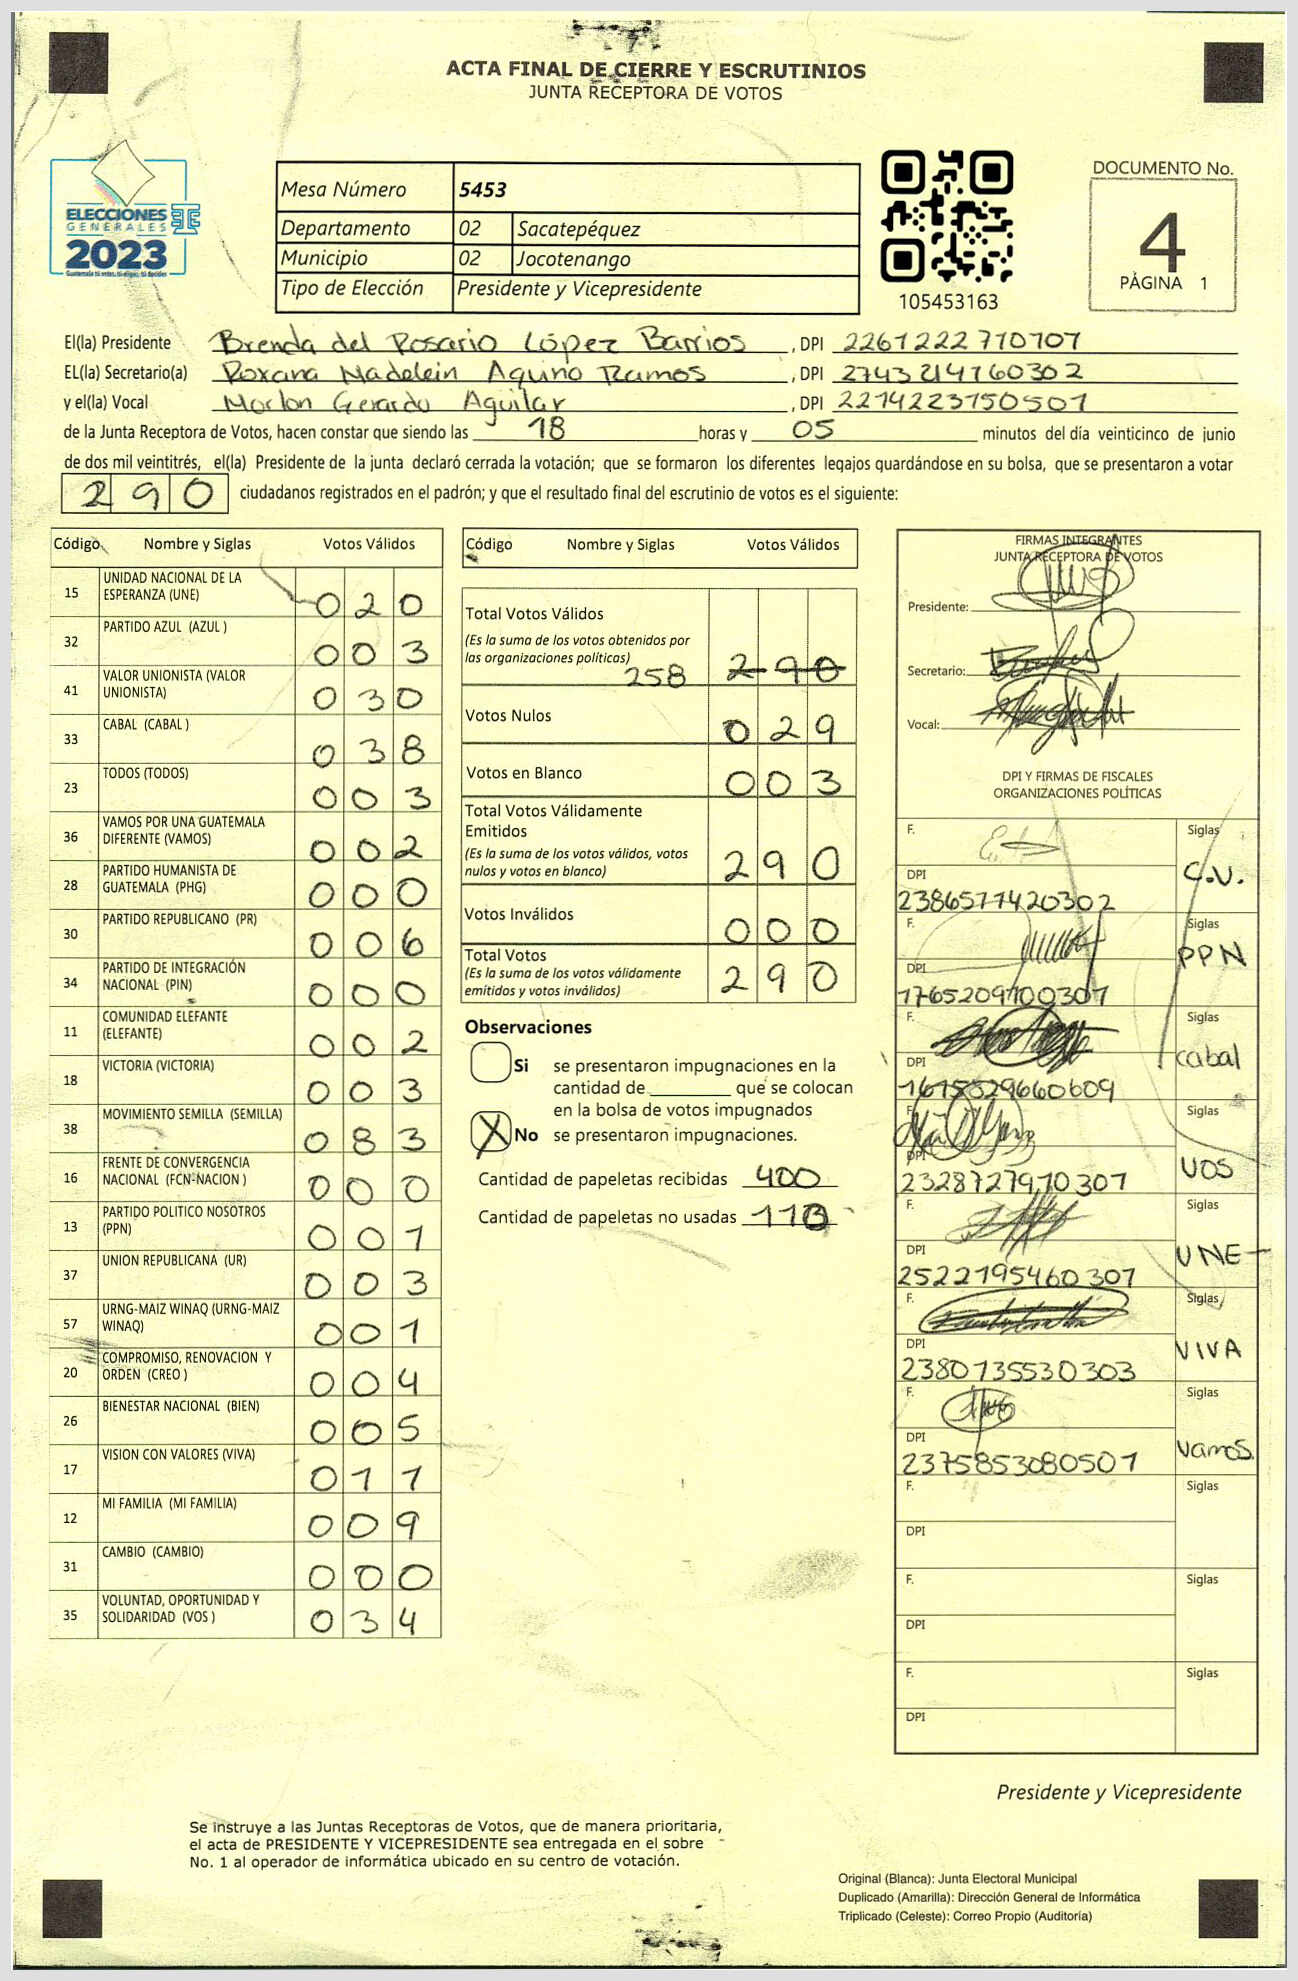 ACTA FINAL DE CIERRE Y ESCRUTINIOS
JUNTA RECEPTORA DE VOTOS
ELECCIONES
GENERALES
2023
Guatemala tú votas, tú eliges, tú decides
Mesa Número 5453
Departamento 02 Sacatepéquez
Municipio 02 Jocotenango
Tipo de Elección Presidente y Vicepresidente
105453163
DOCUMENTO No.
4
PÁGINA 1
El(la) Presidente Brenda del Rosario López Barrios, DPI 2261222710101
EL(la) Secretario(a) Roxana Madelein Aquino Ramos, DPI 2743214760302
y el(la) Vocal Marlon Gerardo Aguilar, DPI 2214223150501
de la Junta Receptora de Votos, hacen constar que siendo las 18 horas y 05 minutos del día veinticinco de junio
de dos mil veintitrés, el(la) Presidente de la junta declaró cerrada la votación; que se formaron los diferentes legajos quardándose en su bolsa, que se presentaron a votar
290 ciudadanos registrados en el padrón; y que el resultado final del escrutinio de votos es el siguiente:
Código Nombre y Siglas Votos Válidos
15 UNIDAD NACIONAL DE LA ESPERANZA (UNE) 020
32 PARTIDO AZUL (AZUL ) 003
41 VALOR UNIONISTA (VALOR UNIONISTA) 030
33 CABAL (CABAL ) 038
23 TODOS (TODOS) 003
36 VAMOS POR UNA GUATEMALA DIFERENTE (VAMOS) 002
28 PARTIDO HUMANISTA DE GUATEMALA (PHG) 000
30 PARTIDO REPUBLICANO (PR) 006
34 PARTIDO DE INTEGRACIÓN NACIONAL (PIN) 000
11 COMUNIDAD ELEFANTE (ELEFANTE) 002
18 VICTORIA (VICTORIA) 003
38 MOVIMIENTO SEMILLA (SEMILLA) 083
16 FRENTE DE CONVERGENCIA NACIONAL (FCN-NACION ) 000
13 PARTIDO POLITICO NOSOTROS (PPN) 001
37 UNION REPUBLICANA (UR) 003
57 URNG-MAIZ WINAQ (URNG-MAIZ WINAQ) 001
20 COMPROMISO, RENOVACION Y ORDEN (CREO ) 004
26 BIENESTAR NACIONAL (BIEN) 005
17 VISION CON VALORES (VIVA) 011
12 MI FAMILIA (MI FAMILIA) 009
31 CAMBIO (CAMBIO) 000
35 VOLUNTAD, OPORTUNIDAD Y SOLIDARIDAD (VOS ) 034
Código Nombre y Siglas Votos Válidos
Total Votos Válidos
(Es la suma de los votos obtenidos por
las organizaciones políticas) 258 290
Votos Nulos 029
Votos en Blanco 003
Total Votos Válidamente
Emitidos
(Es la suma de los votos válidos, votos
nulos y votos en blanco) 290
Votos Inválidos 000
Total Votos
(Es la suma de los votos válidamente
emitidos y votos inválidos) 290
Observaciones
Si se presentaron impugnaciones en la
cantidad de que se colocan
en la bolsa de votos impugnados
X No se presentaron impugnaciones.
Cantidad de papeletas recibidas 400
Cantidad de papeletas no usadas 110
FIRMAS INTEGRANTES
JUNTA RECEPTORA DE VOTOS
Presidente:
Secretario:
Vocal:
DPI Y FIRMAS DE FISCALES
ORGANIZACIONES POLÍTICAS
F. Siglas C.V.
DPI 2386577420302
F. Siglas PPN
DPI 1765209700301
F. Siglas Cabal
DPI 1615529660609
F. Siglas VOS
DPI 2328727970301
F. Siglas UNE
DPI 2522195460301
F. Siglas VIVA
DPI 2380735530303
F. Siglas Vamos
DPI 2375853080501
F. Siglas
DPI
F. Siglas
DPI
F. Siglas
DPI
Presidente y Vicepresidente
Se instruye a las Juntas Receptoras de Votos, que de manera prioritaria,
el acta de PRESIDENTE Y VICEPRESIDENTE sea entregada en el sobre
No. 1 al operador de informática ubicado en su centro de votación.
Original (Blanca): Junta Electoral Municipal
Duplicado (Amarilla): Dirección General de Informática
Triplicado (Celeste): Correo Propio (Auditoría)